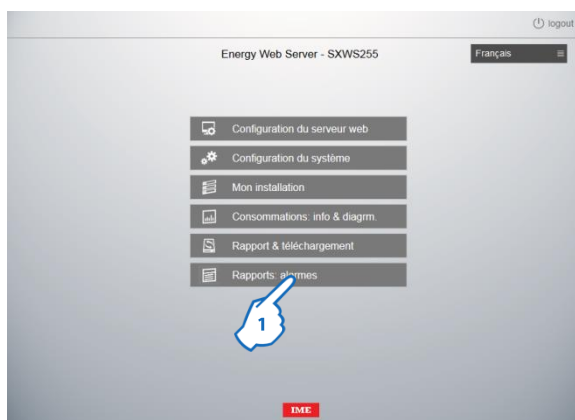 logout
Energy Web Server - SXWS255
Français
Configuration du serveur web
Configuration du système
Mon installation
Consommations: info & diagrm.
Rapport & téléchargement
Rapports: alarmes
1
IME